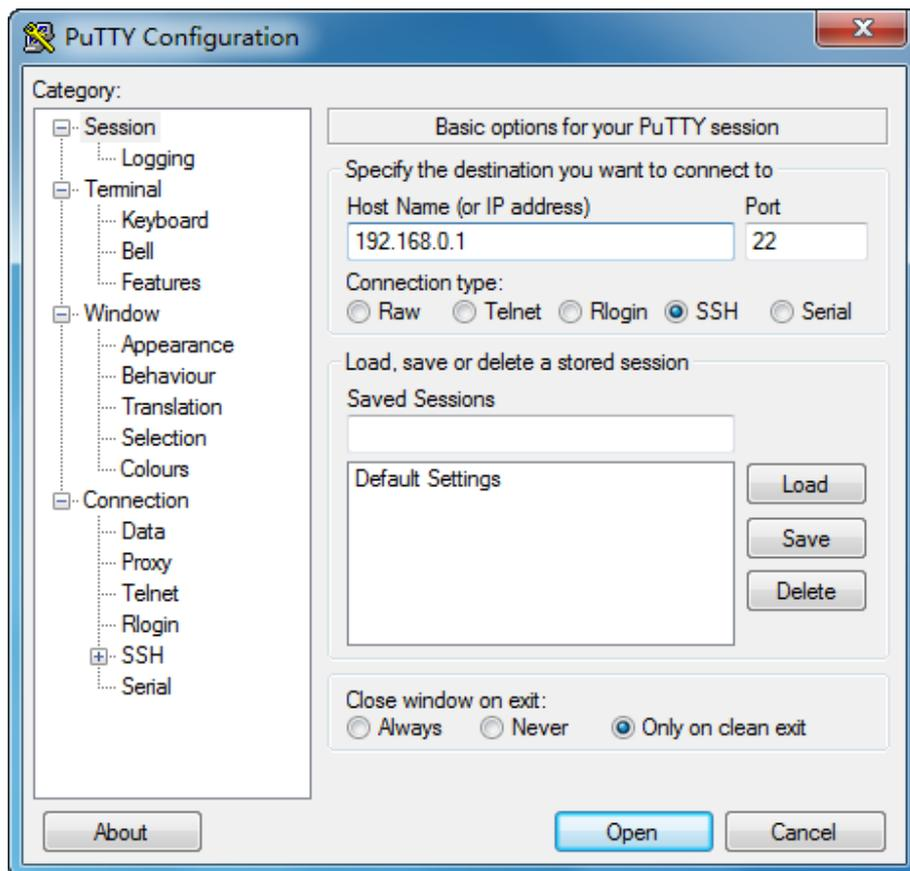 PuTTY Configuration
Category:
Session
Logging
Terminal
Keyboard
Bell
Features
Window
Appearance
Behaviour
Translation
Selection
Colours
Connection
Data
Proxy
Telnet
Rlogin
SSH
Serial
Basic options for your PuTTY session
Specify the destination you want to connect to
Host Name (or IP address) Port
192.168.0.1 22
Connection type:
Raw Telnet Rlogin SSH Serial
Load, save or delete a stored session
Saved Sessions
Default Settings
Load
Save
Delete
Close window on exit:
Always Never Only on clean exit
About Open Cancel